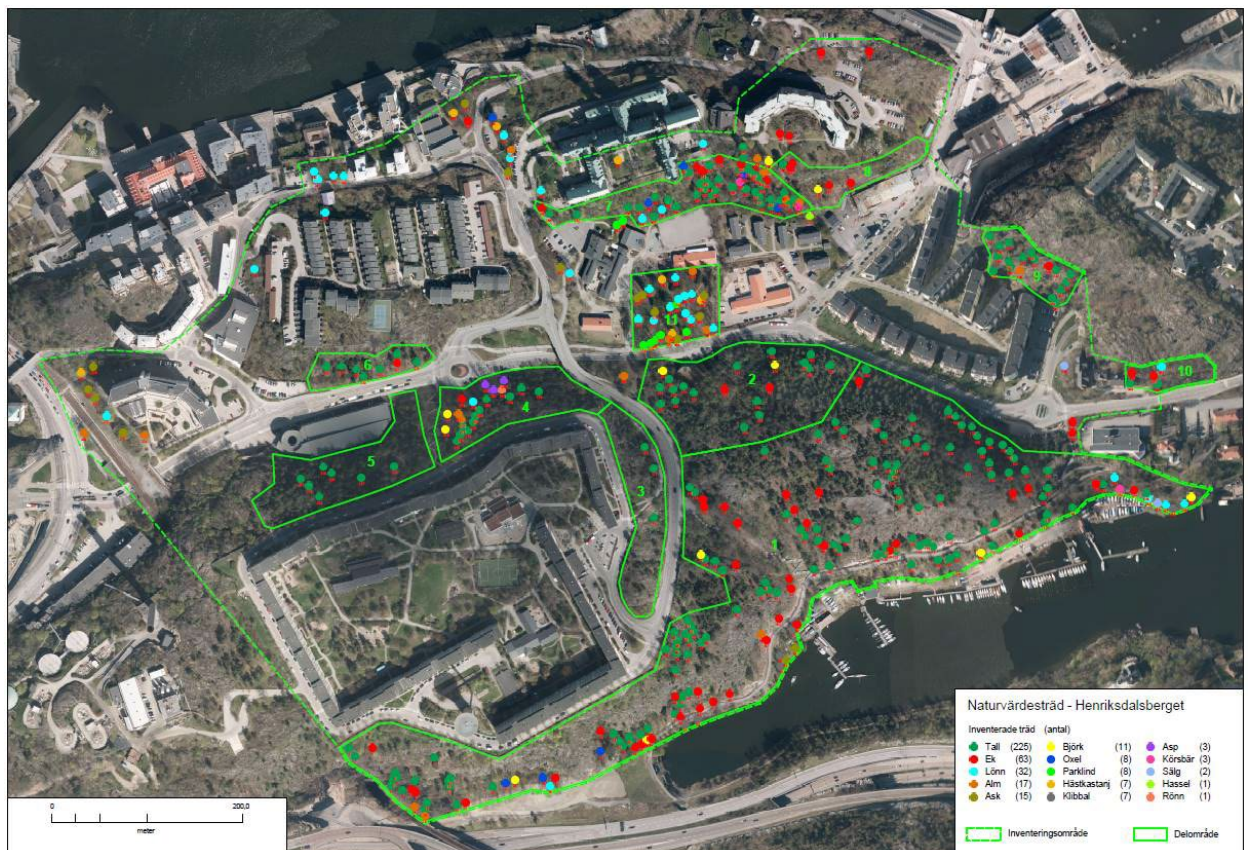 8
7
9
11
10
6
2
4
5
3
1
Naturvärdesträd - Henriksdalsberget
Inventerade träd (antal)
Tall (225) Björk (11) Asp (3)
Ek (63) Oxel (8) Körsbär (3)
Lönn (32) Parklind (8) Sälg (2)
Alm (17) Hästkastanj (7) Hassel (1)
Ask (15) Klibbal (7) Rönn (1)
Inventeringsområde Delområde
0 200,0
meter